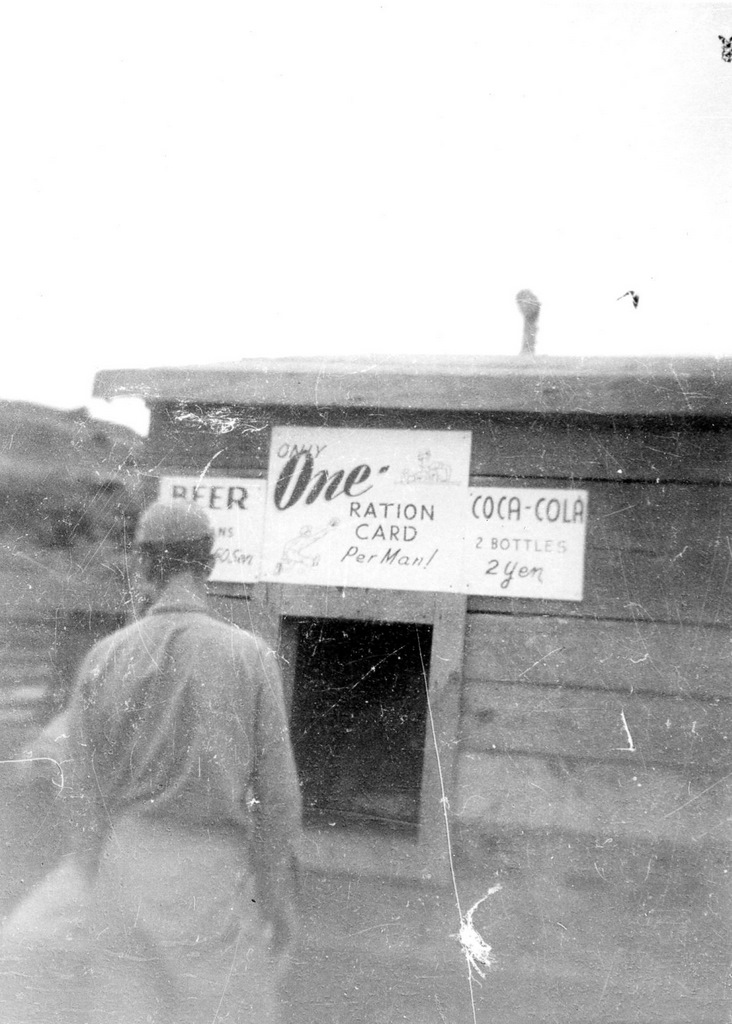 BEER
ONLY
One
RATION
CARD
Per Man!
COCA-COLA
2 BOTTLES
2 Yen